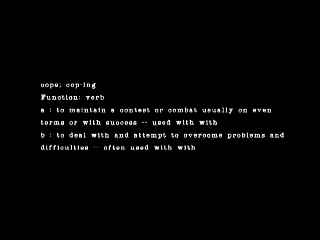 cope; cop·ing
Function: verb
a : to maintain a contest or combat usually on even
terms or with success -- used with with
b : to deal with and attempt to overcome problems and
difficulties -- often used with with